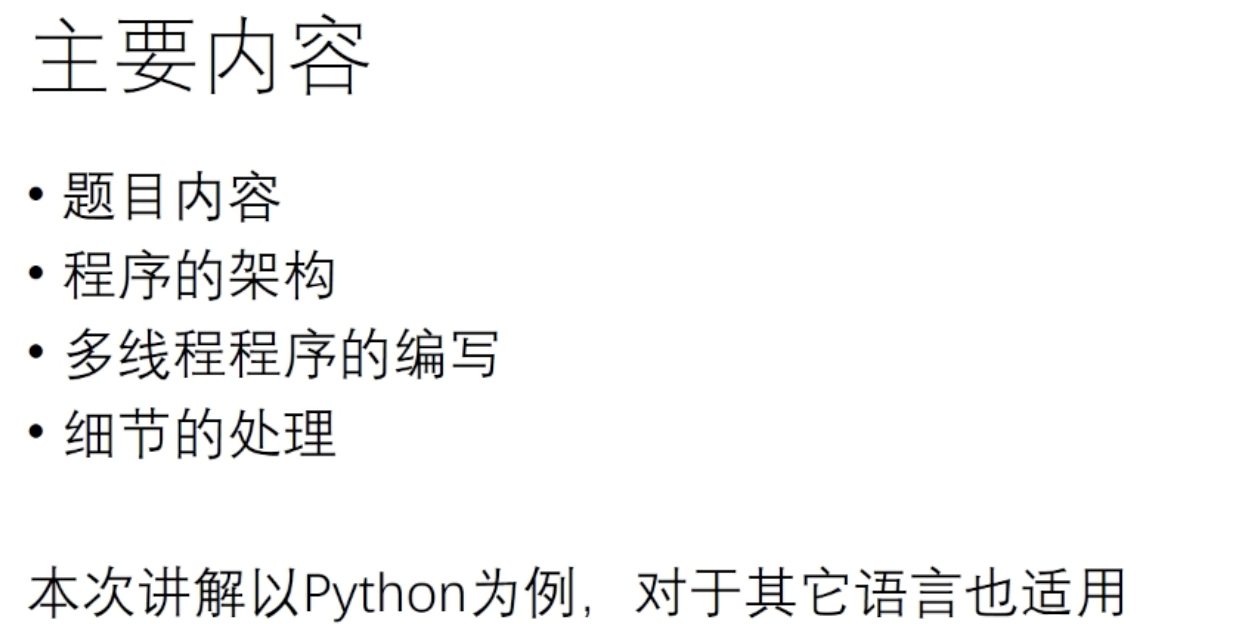 主要内容
• 题目内容
• 程序的架构
• 多线程程序的编写
• 细节的处理
本次讲解以Python为例，对于其它语言也适用